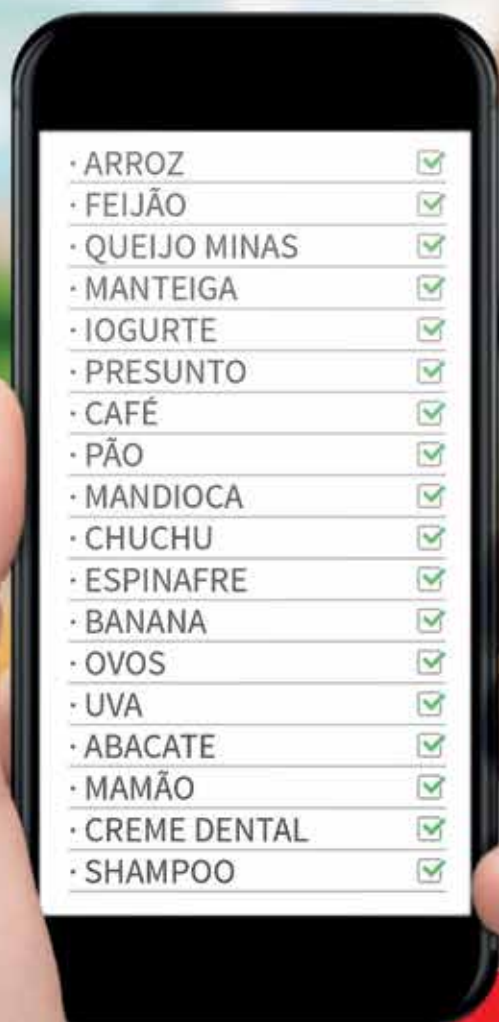 · ARROZ
· FEIJÃO
· QUEIJO MINAS
· MANTEIGA
· IOGURTE
· PRESUNTO
· CAFÉ
· PÃO
· MANDIOCA
· CHUCHU
· ESPINAFRE
· BANANA
· OVOS
· UVA
· ABACATE
· MAMÃO
· CREME DENTAL
· SHAMPOO